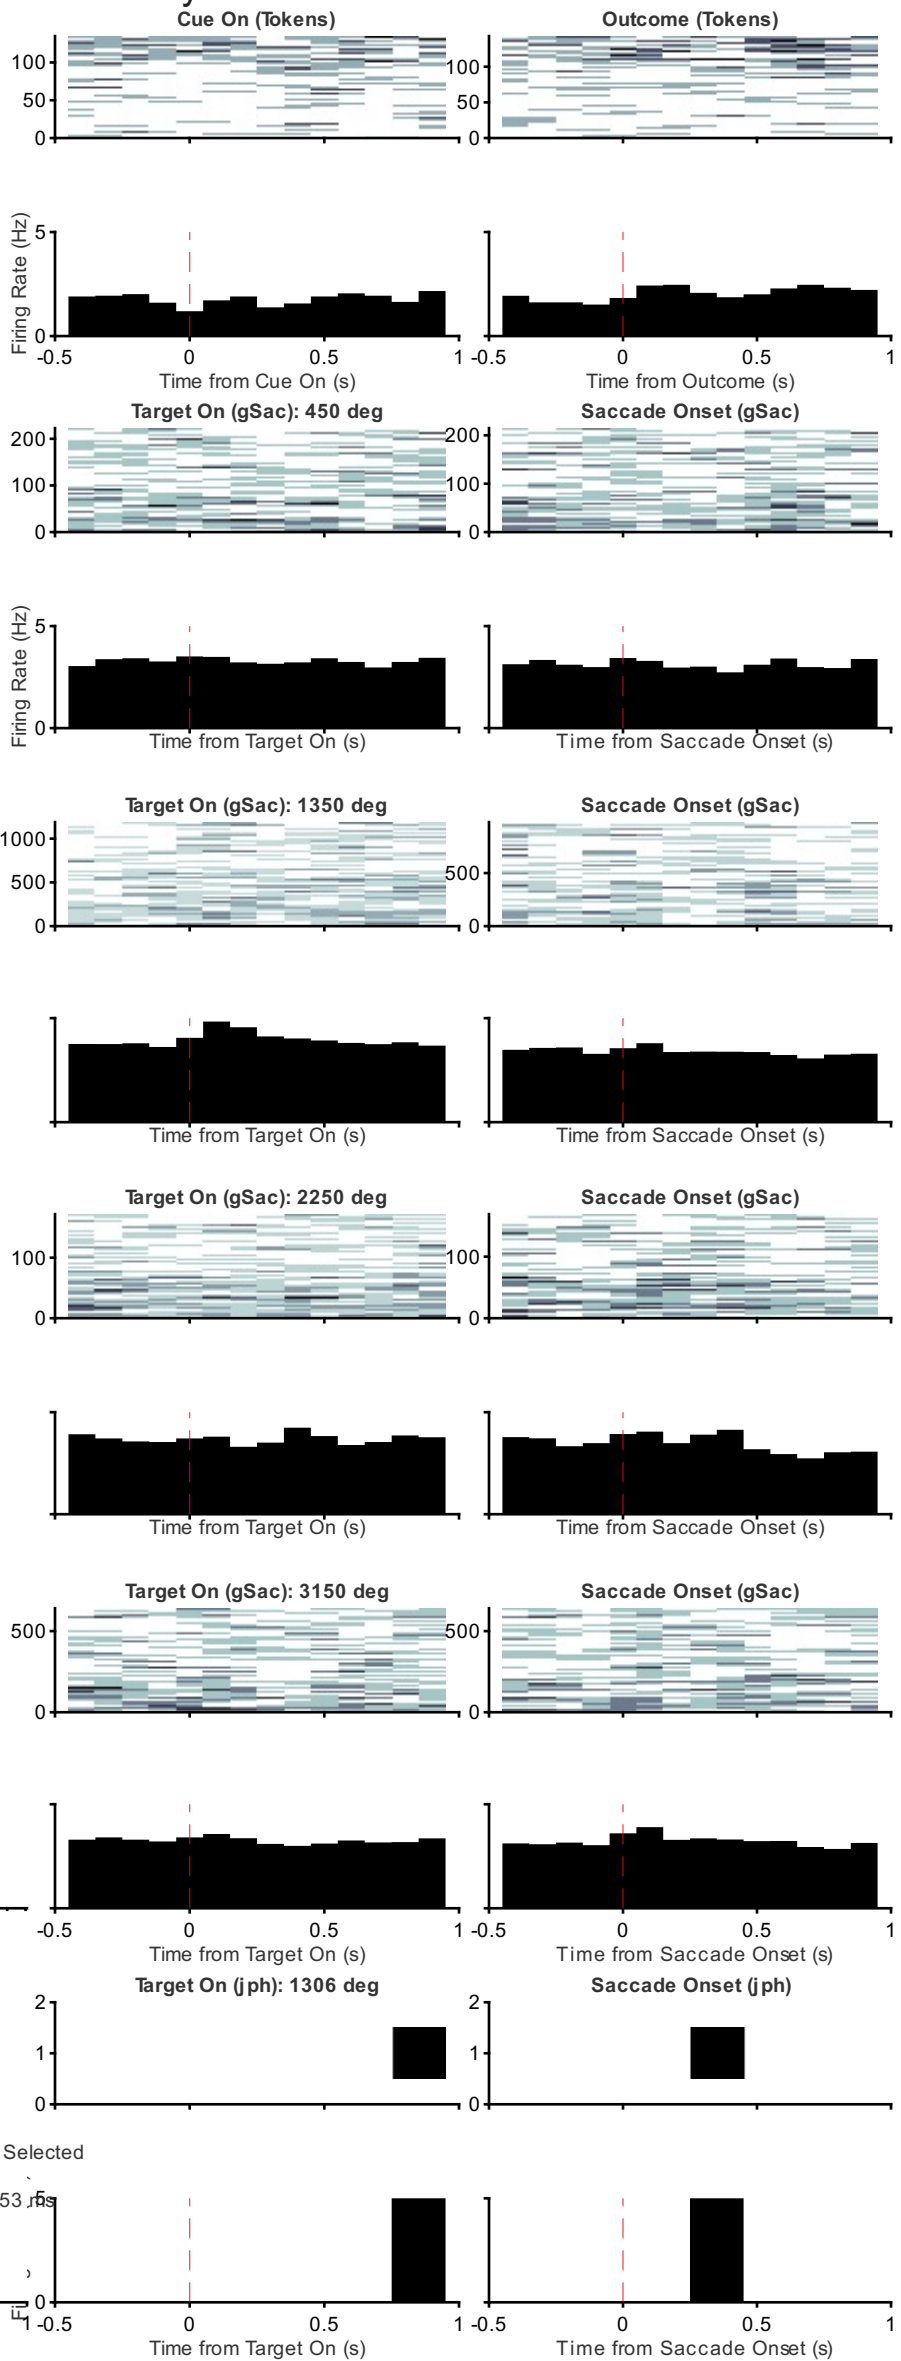 y
Cue On (Tokens) Outcome (Tokens)
100 100
50 50
0 0
Firing Rate (Hz)
5
0
-0.5 0 0.5 1 -0.5 0 0.5 1
Time from Cue On (s) Time from Outcome (s)
Target On (gSac): 450 deg Saccade Onset (gSac)
200 200
100 100
0 0
Firing Rate (Hz)
5
0
Time from Target On (s) Time from Saccade Onset (s)
Target On (gSac): 1350 deg Saccade Onset (gSac)
1000
500 500
0 0
Time from Target On (s) Time from Saccade Onset (s)
Target On (gSac): 2250 deg Saccade Onset (gSac)
100 100
0 0
Time from Target On (s) Time from Saccade Onset (s)
Target On (gSac): 3150 deg Saccade Onset (gSac)
500 500
0 0
-0.5 0 0.5 1 -0.5 0 0.5 1
Time from Target On (s) Time from Saccade Onset (s)
Target On (jph): 1306 deg Saccade Onset (jph)
2 2
1 1
0 0
Selected
53 ms
5
0
1 -0.5 0 0.5 1 -0.5 0 0.5 1
Time from Target On (s) Time from Saccade Onset (s)